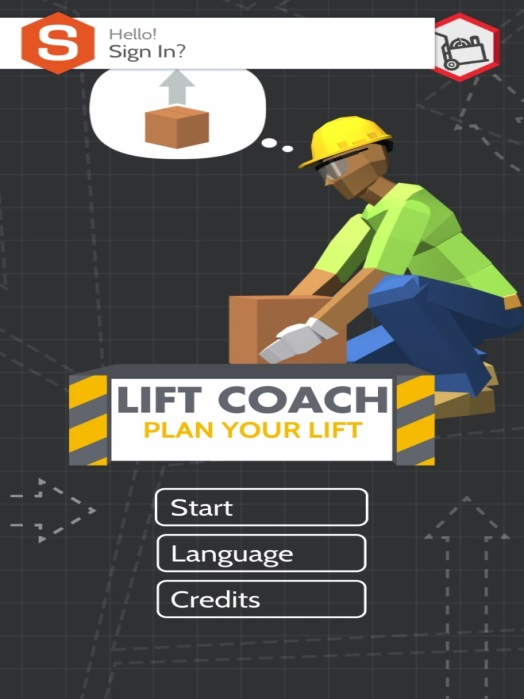 S
Hello!
Sign In?
LIFT COACH
PLAN YOUR LIFT
Start
Language
Credits